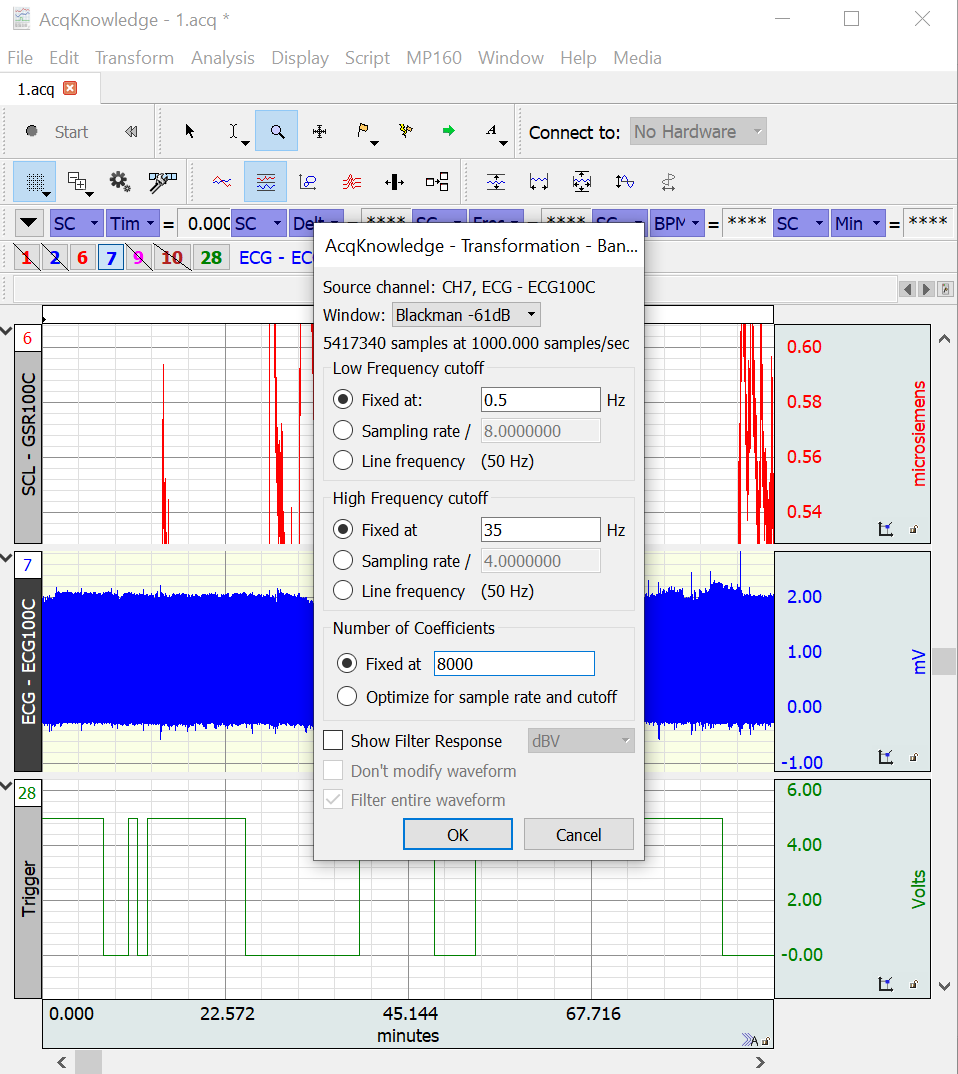 AcqKnowledge - 1.acq *
File Edit Transform Analysis Display Script MP160 Window Help Media
1.acq
Start Connect to: No Hardware
SC Tim = 0.000 SC Delt = **** SC Freq = **** SC BPM = **** SC Min = ****
1 2 6 7 9 10 28 ECG - EC
AcqKnowledge - Transformation - Ban...
Source channel: CH7, ECG - ECG100C
Window: Blackman -61dB
5417340 samples at 1000.000 samples/sec
Low Frequency cutoff
Fixed at: 0.5 Hz
Sampling rate / 8.0000000
Line frequency (50 Hz)
High Frequency cutoff
Fixed at 35 Hz
Sampling rate / 4.0000000
Line frequency (50 Hz)
Number of Coefficients
Fixed at 8000
Optimize for sample rate and cutoff
Show Filter Response dBV
Don't modify waveform
Filter entire waveform
OK Cancel
6
SCL - GSR100C
0.60
0.58
0.56
0.54
microsiemens
7
ECG - ECG100C
2.00
1.00
0.00
-1.00
mV
28
Trigger
6.00
4.00
2.00
-0.00
Volts
0.000 22.572 45.144 67.716
minutes
A